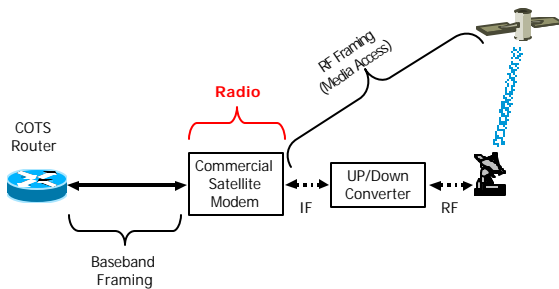 RF Framing
(Media Access)
Radio
COTS
Router
Commercial
Satellite
Modem
UP/Down
Converter
IF
RF
Baseband
Framing